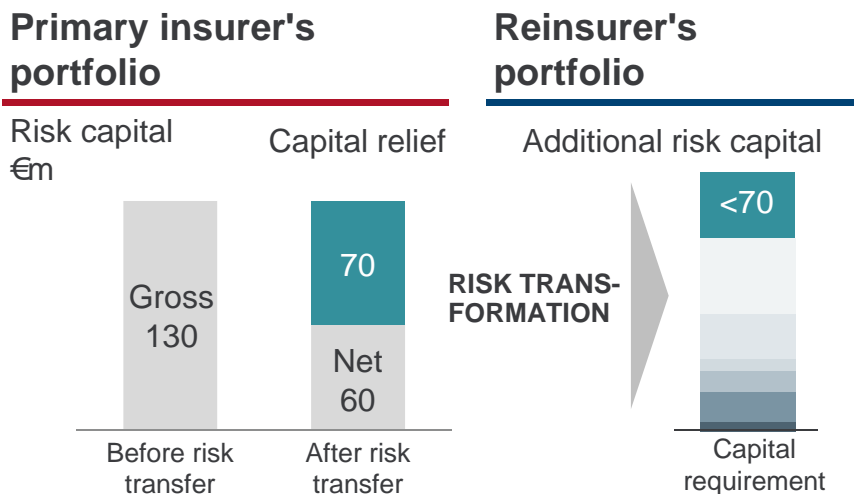 Primary insurer's
portfolio
Risk capital
€m
Capital relief
Gross
130
70
Net
60
Before risk
transfer
After risk
transfer
RISK TRANS-
FORMATION
Reinsurer's
portfolio
Additional risk capital
<70
Capital
requirement